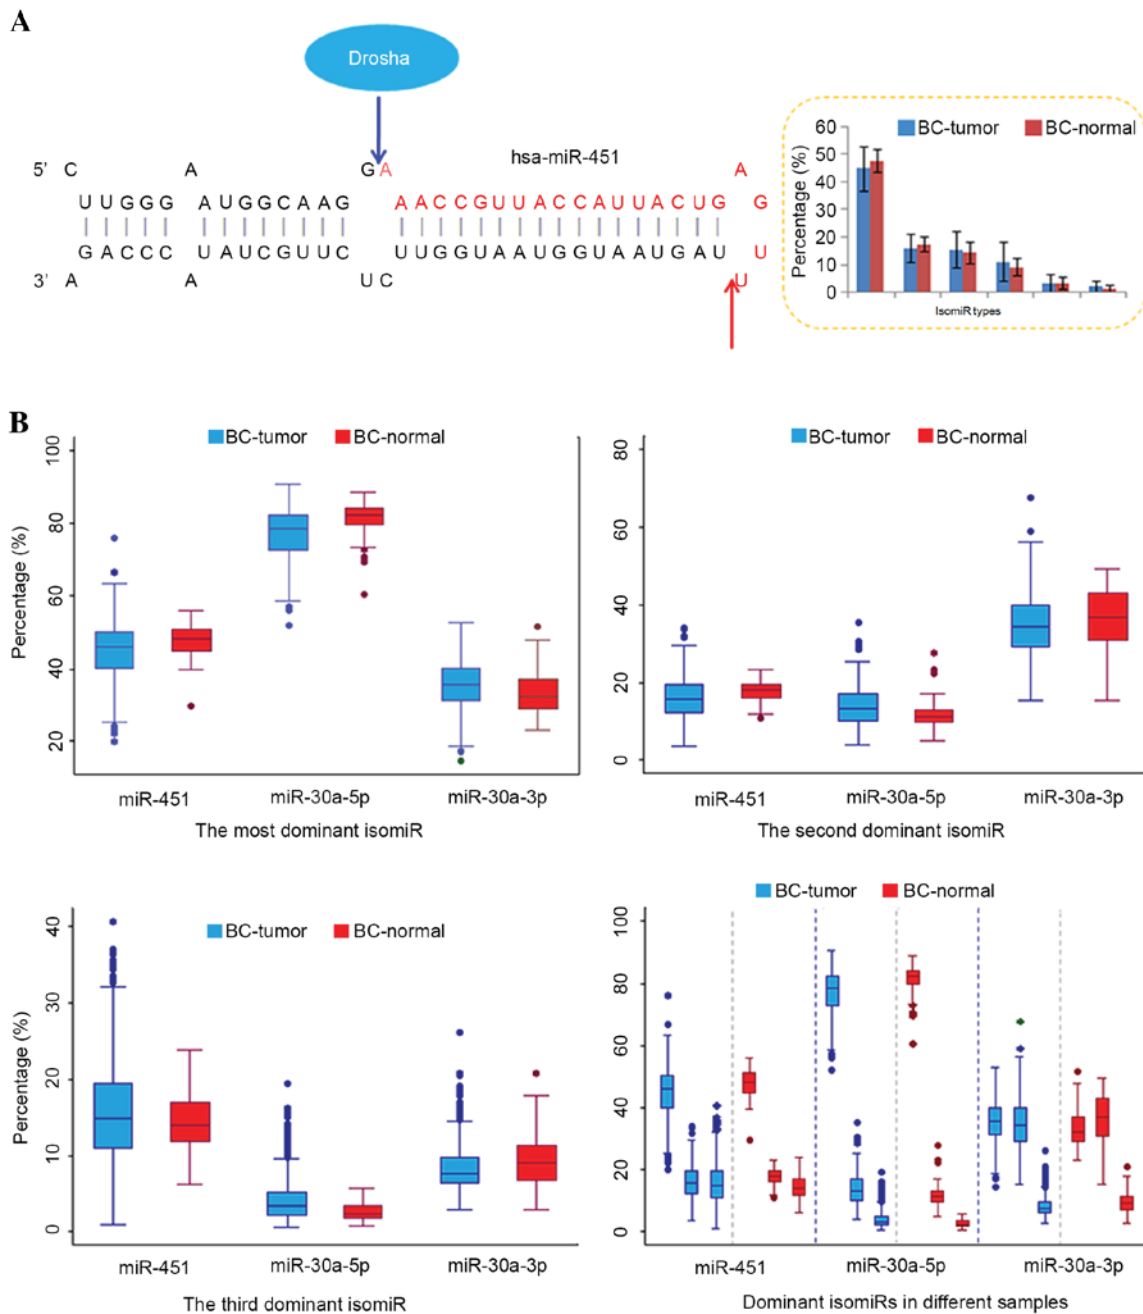 A
Drosha
hsa-miR-451
5' C A G A A
U U G G G A U G G C A A G A A C C G U U A C C A U U A C U G G
G A C C C U A U C G U U C U U G G U A A U G G U A A U G A U U
3' A A U C U
BC-tumor BC-normal
Percentage (%)
60
50
40
30
20
10
0
IsomiR types
B
BC-tumor BC-normal
Percentage (%)
100
80
60
40
20
miR-451 miR-30a-5p miR-30a-3p
The most dominant isomiR
BC-tumor BC-normal
80
60
40
20
0
miR-451 miR-30a-5p miR-30a-3p
The second dominant isomiR
BC-tumor BC-normal
Percentage (%)
40
30
20
10
0
miR-451 miR-30a-5p miR-30a-3p
The third dominant isomiR
BC-tumor BC-normal
100
80
60
40
20
0
miR-451 miR-30a-5p miR-30a-3p
Dominant isomiRs in different samples